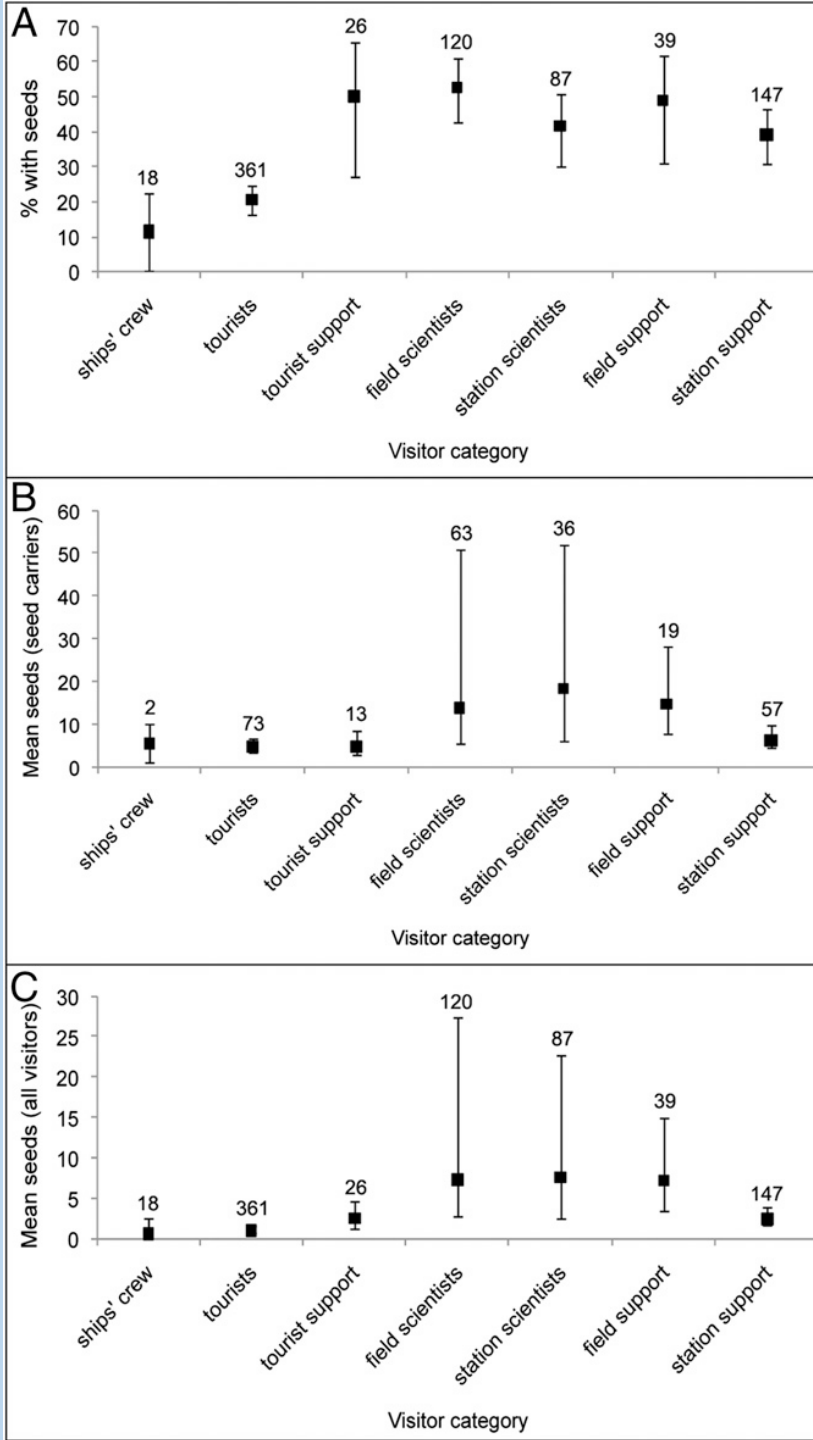 A
% with seeds
70
60
50
40
30
20
10
0
18
361
26
120
87
39
147
ships' crew
tourists
tourist support
field scientists
station scientists
field support
station support
Visitor category
B
Mean seeds (seed carriers)
60
50
40
30
20
10
0
2
73
13
63
36
19
57
ships' crew
tourists
tourist support
field scientists
station scientists
field support
station support
Visitor category
C
Mean seeds (all visitors)
30
25
20
15
10
5
0
18
361
26
120
87
39
147
ships' crew
tourists
tourist support
field scientists
station scientists
field support
station support
Visitor category